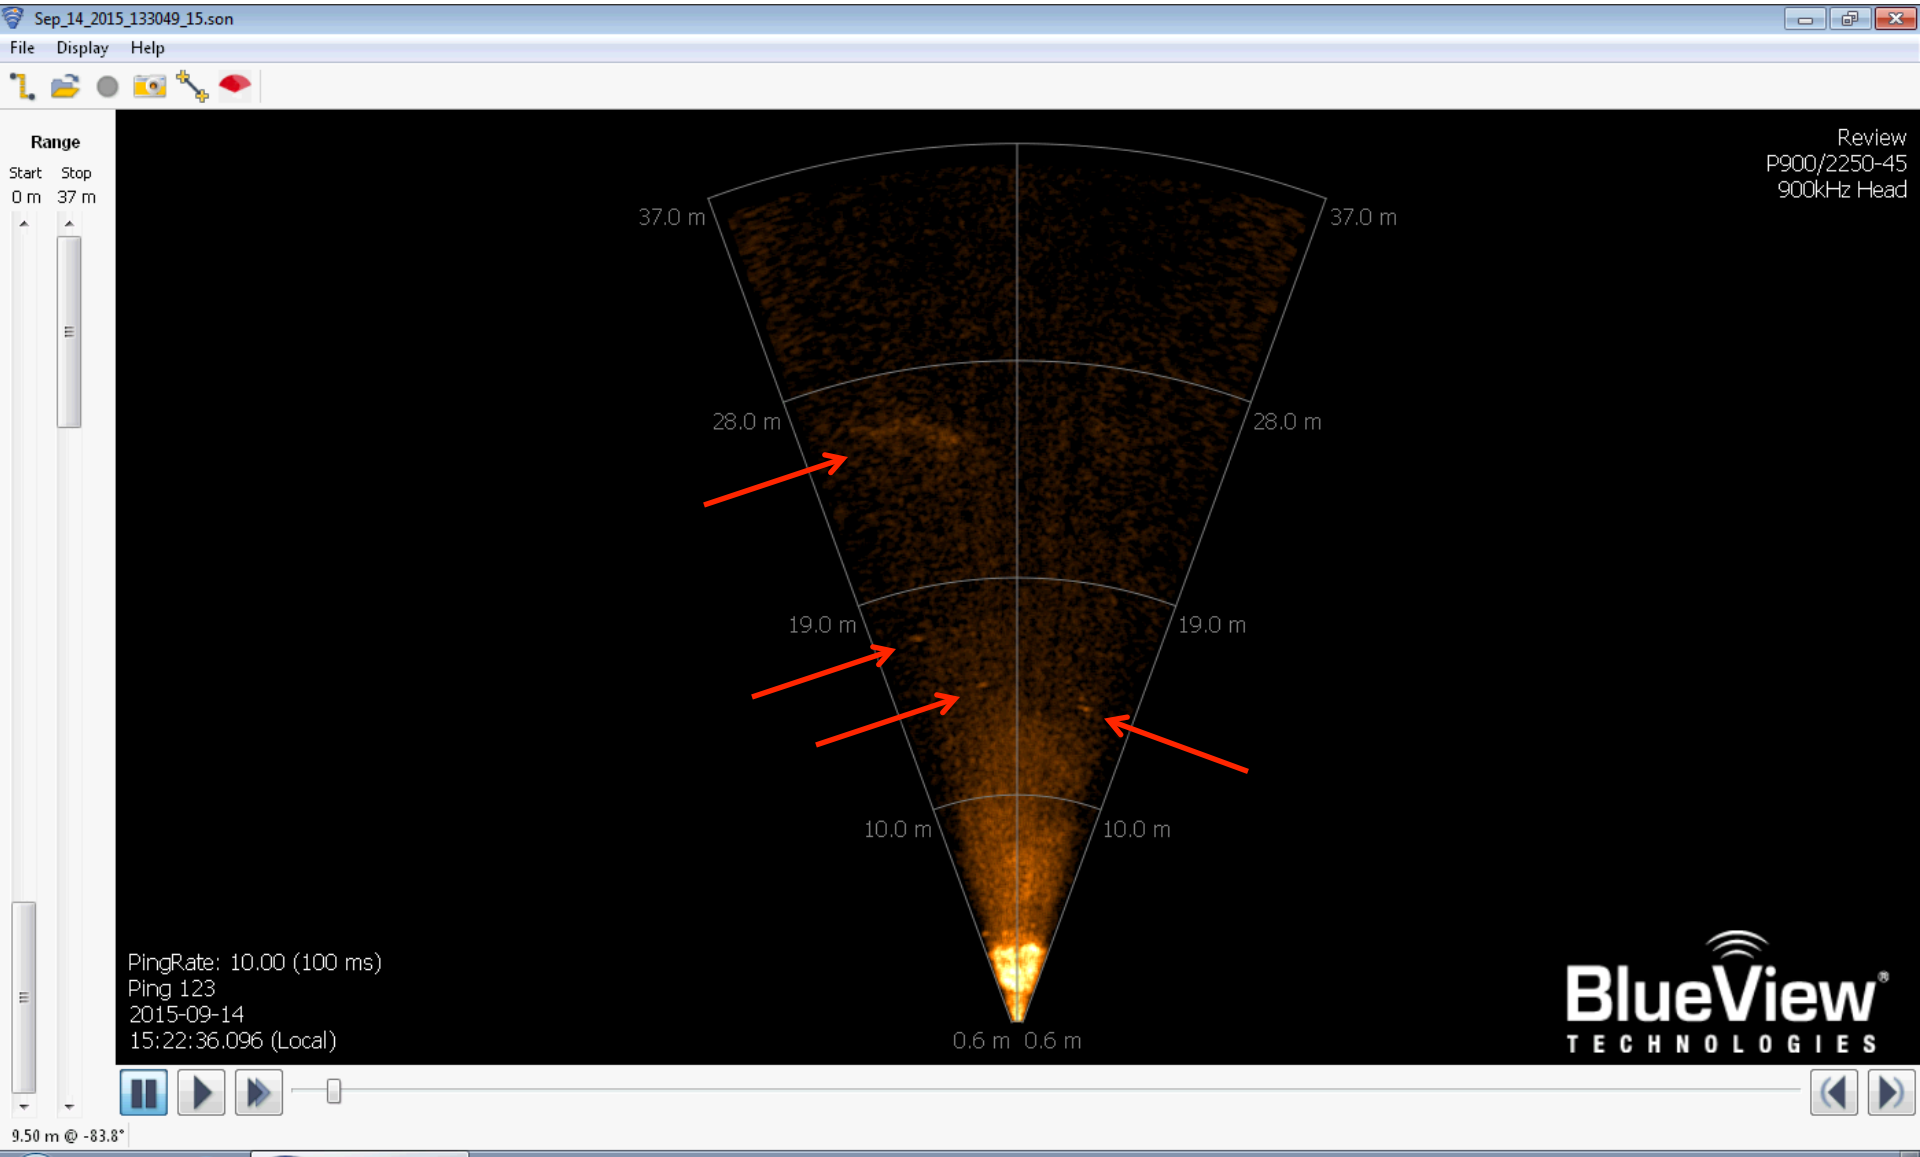 Sep_14_2015_133049_15.son
File Display Help
Range
Start Stop
0 m 37 m
Review
P900/2250-45
900kHz Head
37.0 m 37.0 m
28.0 m 28.0 m
19.0 m 19.0 m
10.0 m 10.0 m
0.6 m 0.6 m
PingRate: 10.00 (100 ms)
Ping 123
2015-09-14
15:22:36.096 (Local)
BlueView®
TECHNOLOGIES
9.50 m @ -83.8°